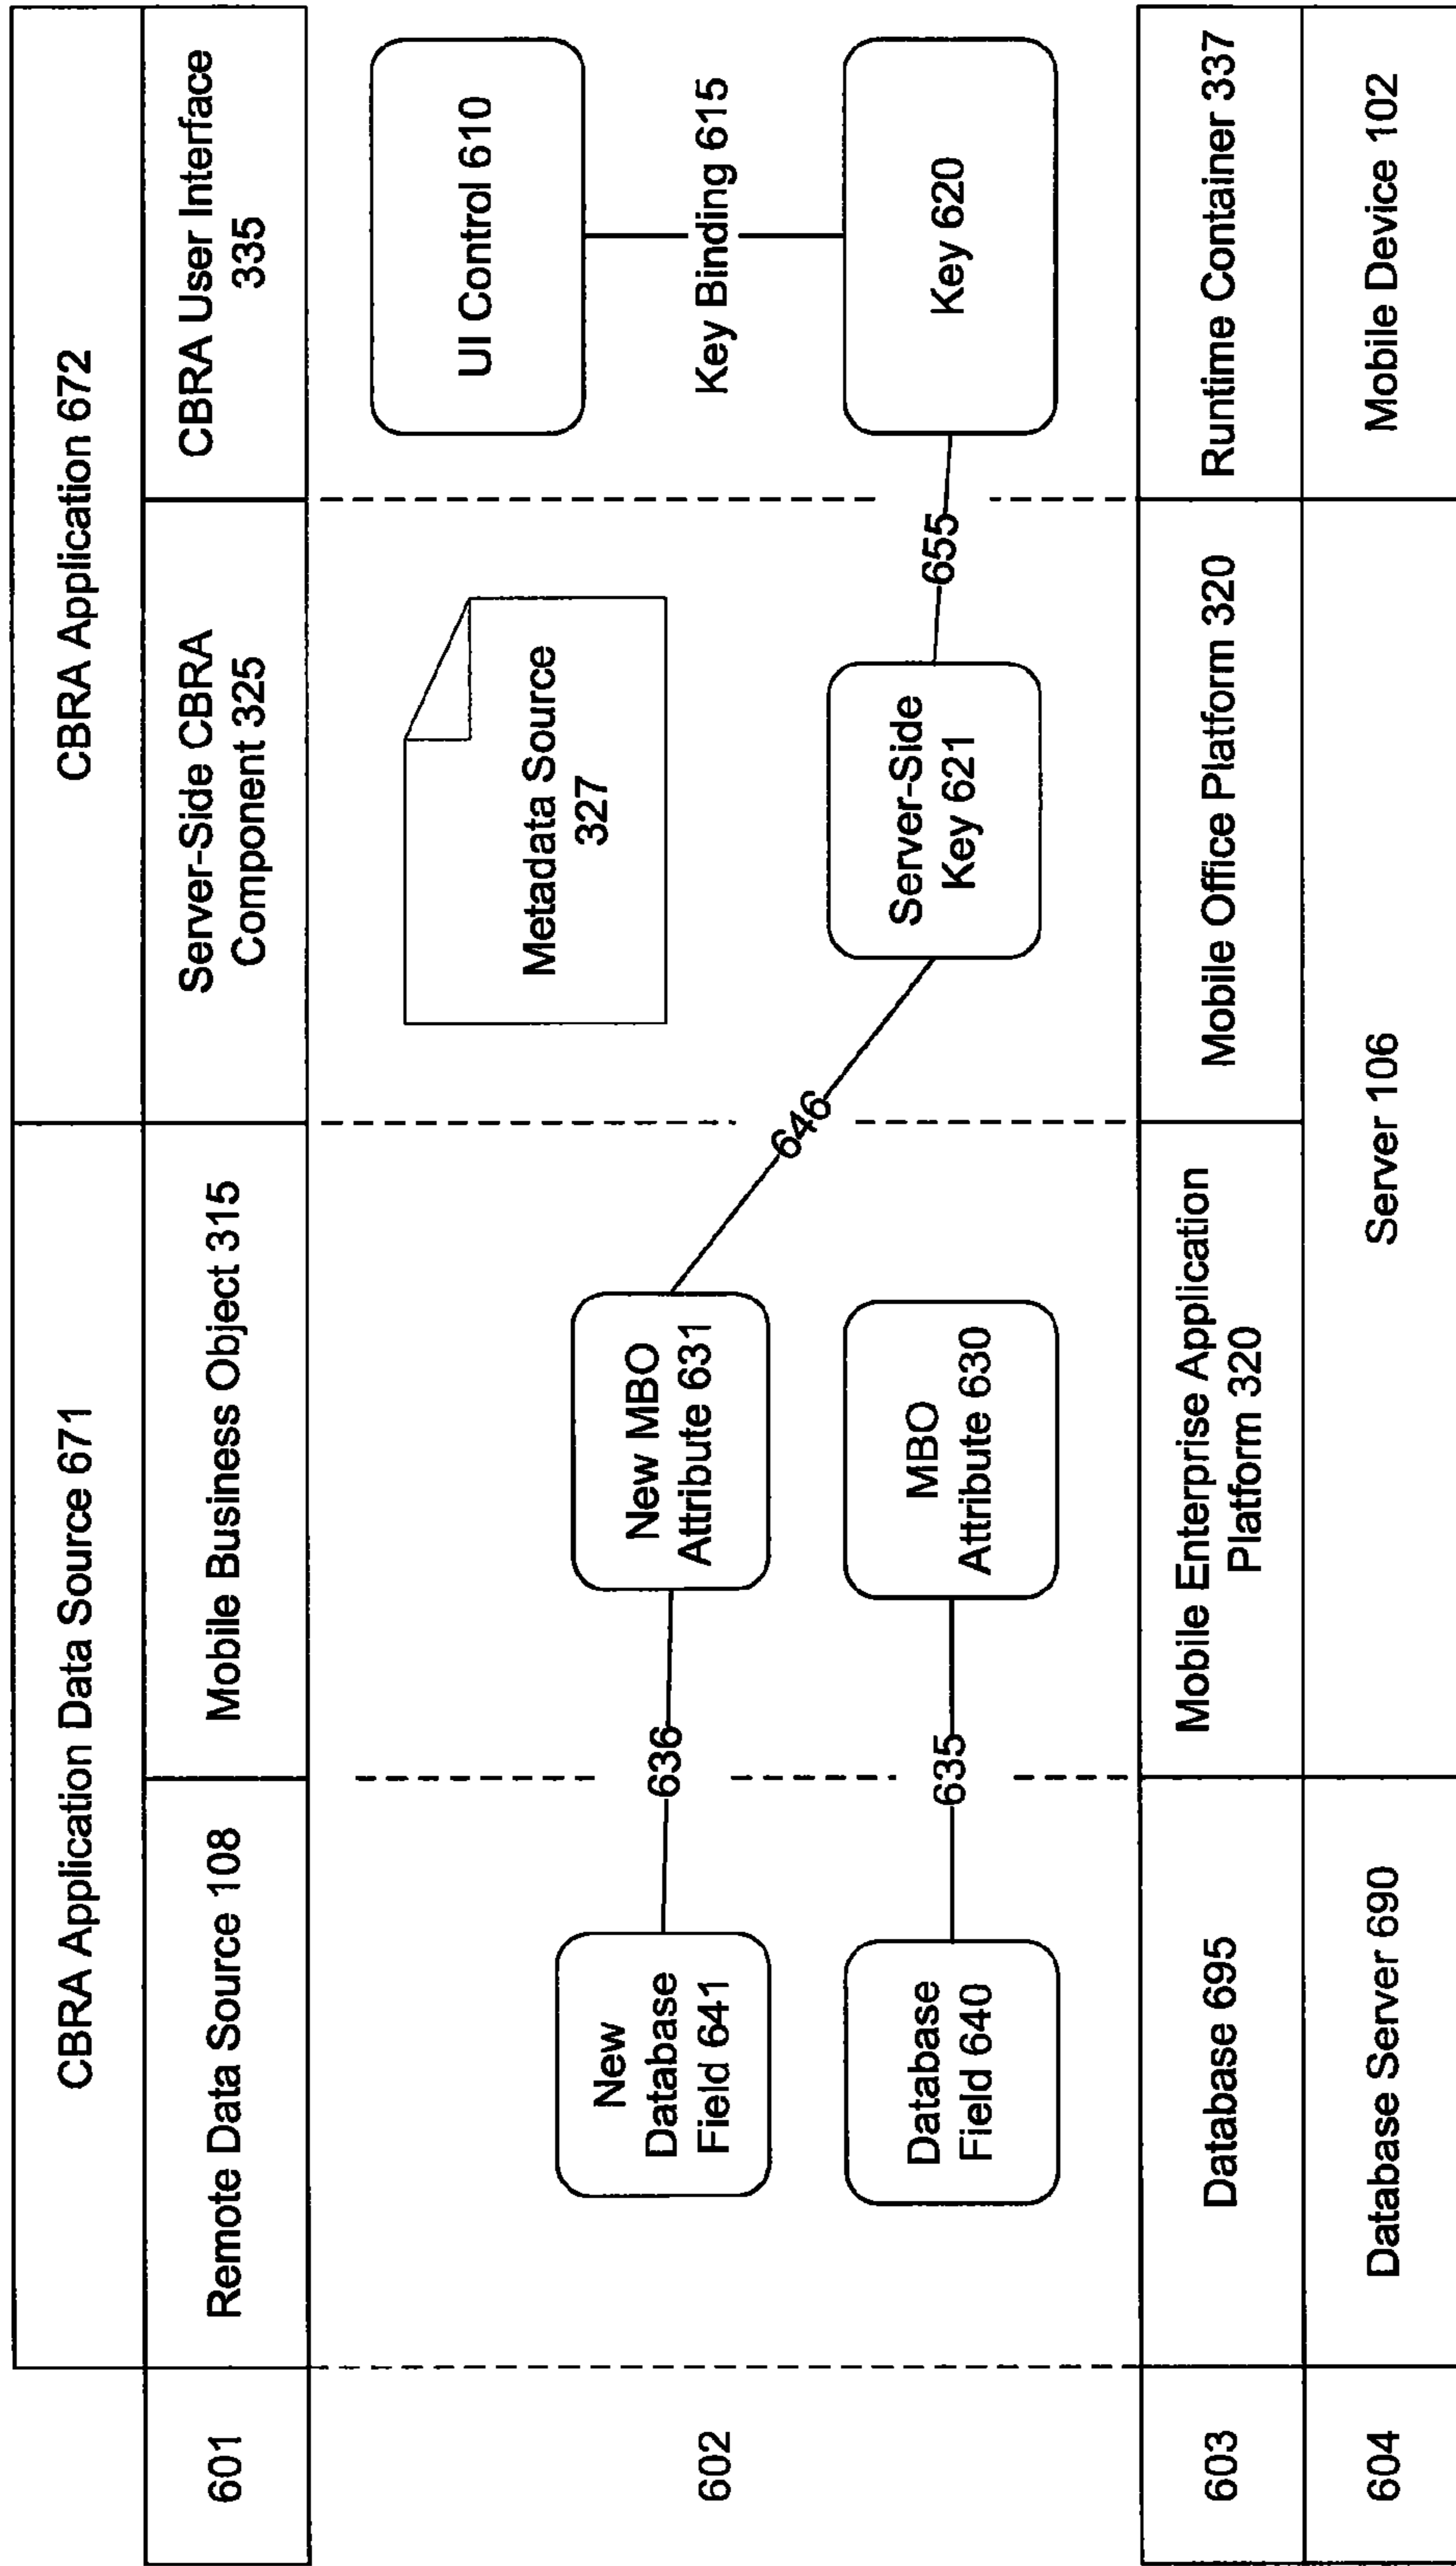 CBRA Application Data Source 671
CBRA Application 672
601
Remote Data Source 108
Mobile Business Object 315
Server-Side CBRA
Component 325
CBRA User Interface
335
602
New
Database
Field 641
636
New MBO
Attribute 631
646
Metadata Source
327
UI Control 610
Key Binding 615
Database
Field 640
635
MBO
Attribute 630
Server-Side
Key 621
655
Key 620
603
Database 695
Mobile Enterprise Application
Platform 320
Mobile Office Platform 320
Runtime Container 337
604
Database Server 690
Server 106
Mobile Device 102